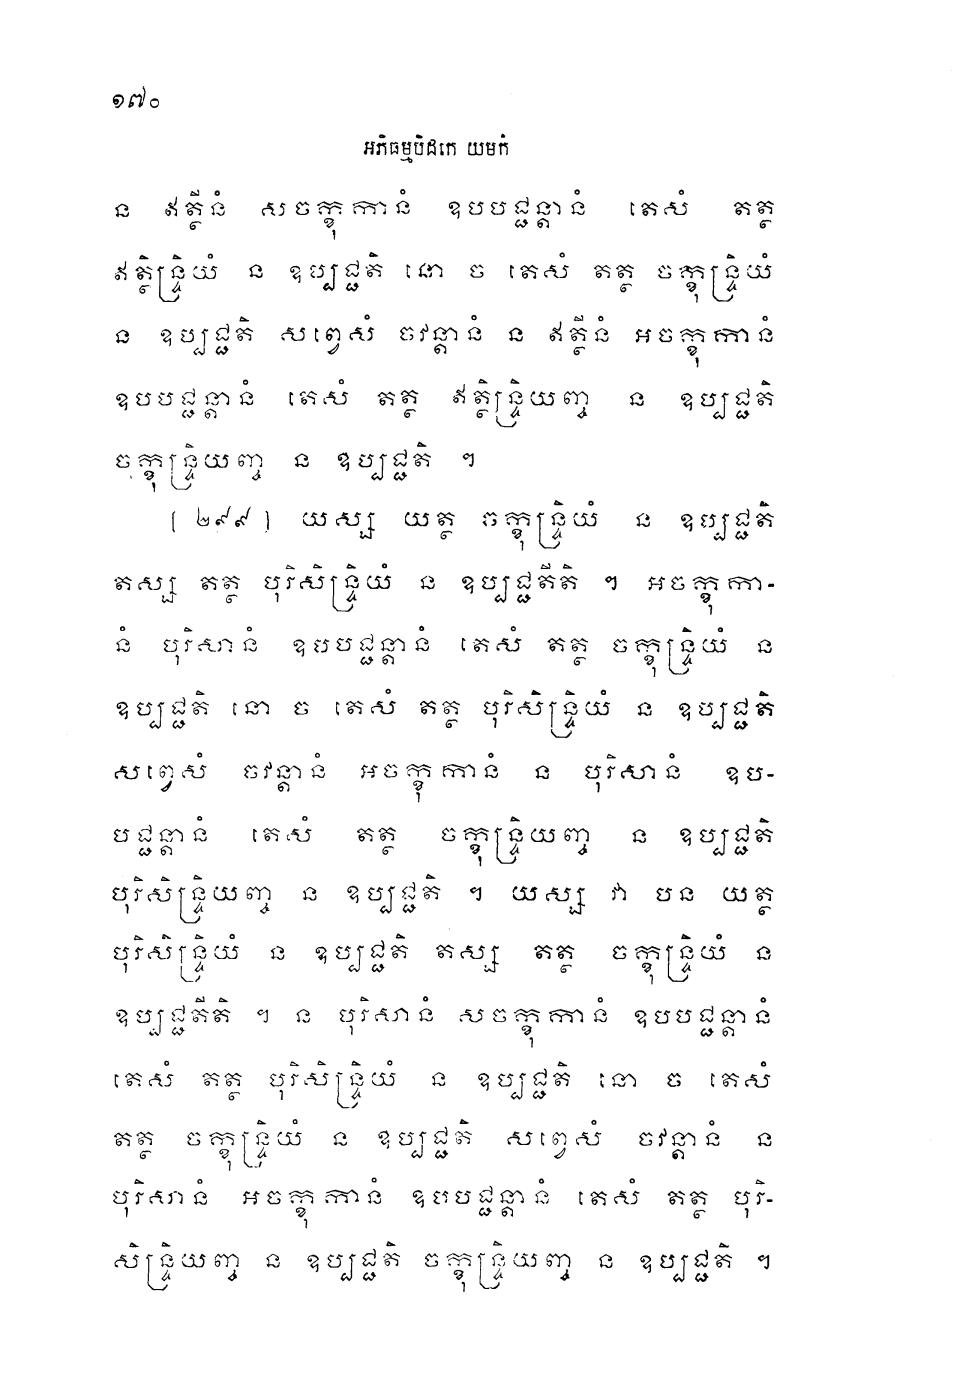 ១៧០
អភិធម្មបិដកេ យមកំ
ន ឥត្ថីនំ សចក្ខុកានំ ឧបបជ្ជន្តានំ តេសំ តត្ថ
ឥត្ថិន្ទ្រិយំ ន ឧប្បជ្ជតិ នោ ច តេសំ តត្ថ ចក្ខុន្ទ្រិយំ
ន ឧប្បជ្ជតិ សព្វេសំ ចវន្តានំ ន ឥត្ថីនំ អចក្ខុកានំ
ឧបបជ្ជន្តានំ តេសំ តត្ថ ឥត្ថិន្ទ្រិយញ្ច ន ឧប្បជ្ជតិ
ចក្ខុន្ទ្រិយញ្ច ន ឧប្បជ្ជតិ ។
[ ២៩៩ ] យស្ស យត្ថ ចក្ខុន្ទ្រិយំ ន ឧប្បជ្ជតិ
តស្ស តត្ថ បុរិសិន្ទ្រិយំ ន ឧប្បជ្ជតីតិ ។ អចក្ខុកា-
នំ បុរិសានំ ឧបបជ្ជន្តានំ តេសំ តត្ថ ចក្ខុន្ទ្រិយំ ន
ឧប្បជ្ជតិ នោ ច តេសំ តត្ថ បុរិសិន្ទ្រិយំ ន ឧប្បជ្ជតិ
សព្វេសំ ចវន្តានំ អចក្ខុកានំ ន បុរិសានំ ឧប-
បជ្ជន្តានំ តេសំ តត្ថ ចក្ខុន្ទ្រិយញ្ច ន ឧប្បជ្ជតិ
បុរិសិន្ទ្រិយញ្ច ន ឧប្បជ្ជតិ ។ យស្ស វា បន យត្ថ
បុរិសិន្ទ្រិយំ ន ឧប្បជ្ជតិ តស្ស តត្ថ ចក្ខុន្ទ្រិយំ ន
ឧប្បជ្ជតីតិ ។ ន បុរិសានំ សចក្ខុកានំ ឧបបជ្ជន្តានំ
តេសំ តត្ថ បុរិសិន្ទ្រិយំ ន ឧប្បជ្ជតិ នោ ច តេសំ
តត្ថ ចក្ខុន្ទ្រិយំ ន ឧប្បជ្ជតិ សព្វេសំ ចវន្តានំ ន
បុរិសានំ អចក្ខុកានំ ឧបបជ្ជន្តានំ តេសំ តត្ថ បុរិ-
សិន្ទ្រិយញ្ច ន ឧប្បជ្ជតិ ចក្ខុន្ទ្រិយញ្ច ន ឧប្បជ្ជតិ ។